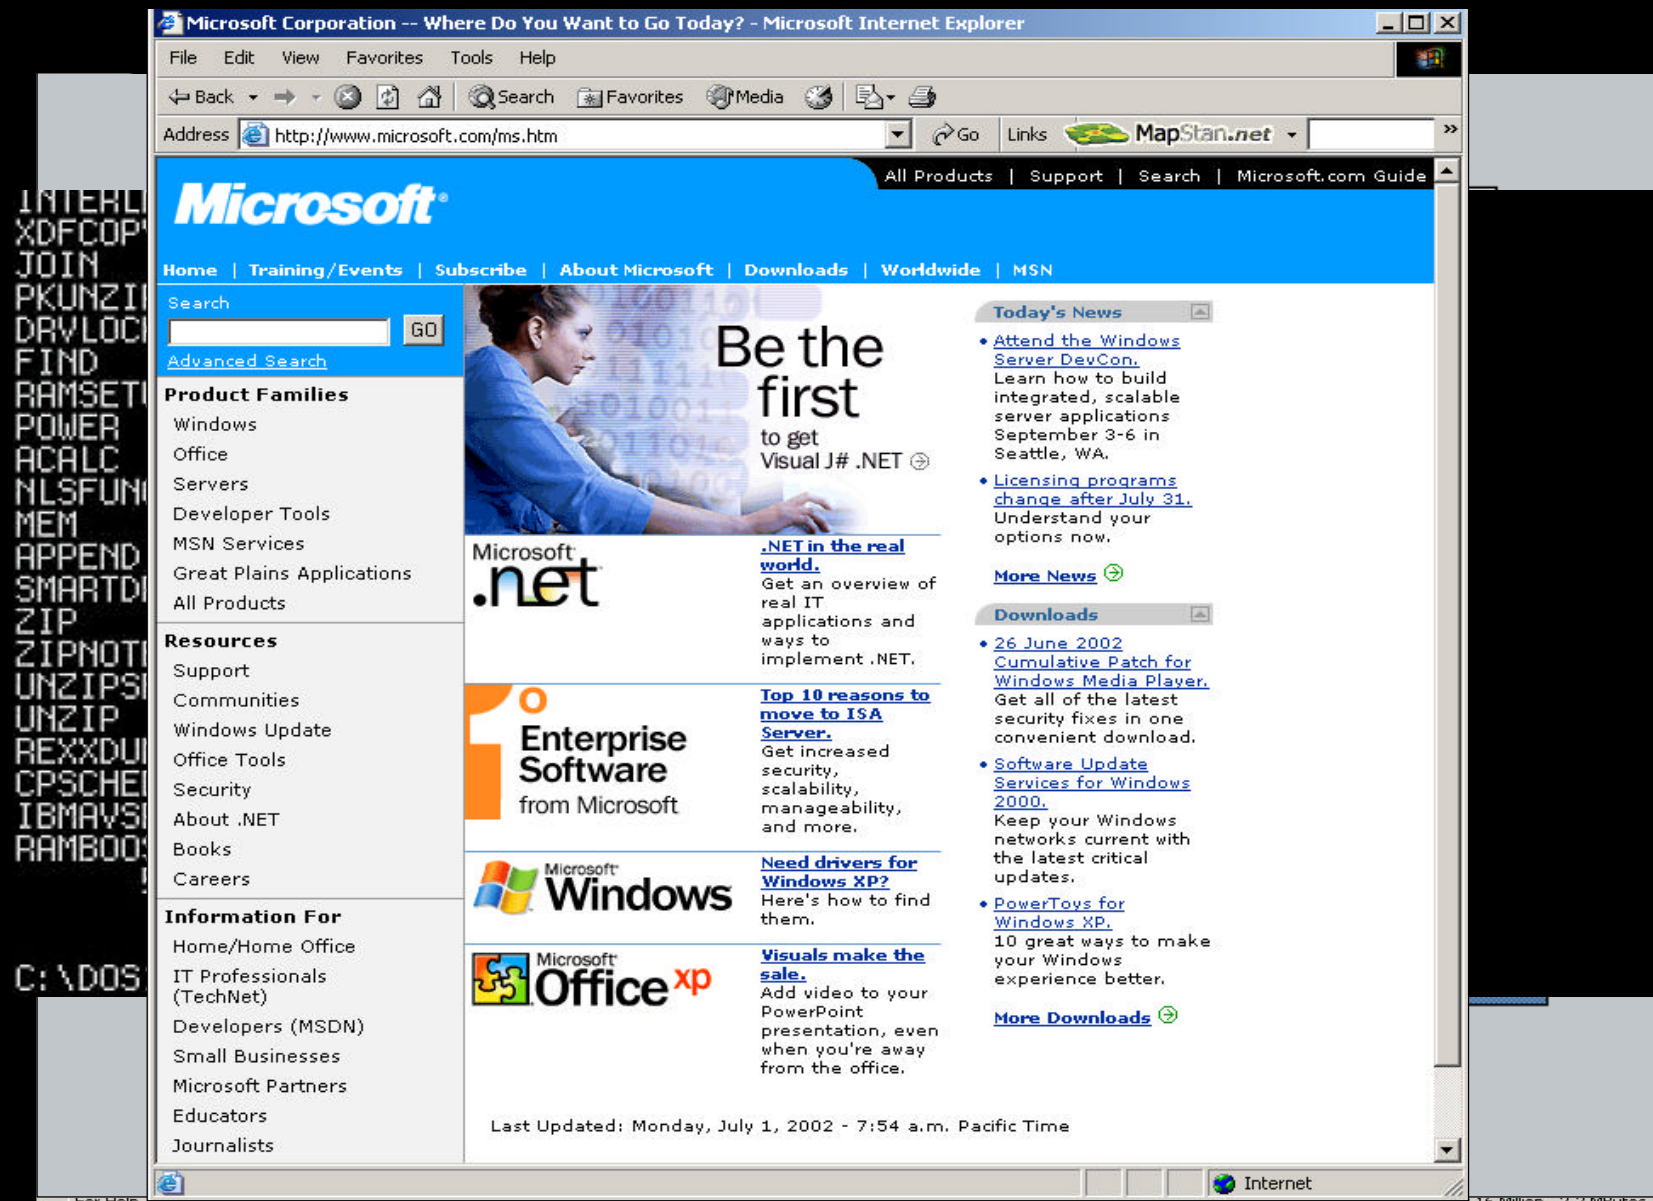 Microsoft Corporation -- Where Do You Want to Go Today? - Microsoft Internet Explorer
File Edit View Favorites Tools Help
Back Search Favorites Media
Address http://www.microsoft.com/ms.htm Go Links MapStan.net »
All Products | Support | Search | Microsoft.com Guide
Microsoft®
Home | Training/Events | Subscribe | About Microsoft | Downloads | Worldwide | MSN
Search
GO
Advanced Search
Product Families
Windows
Office
Servers
Developer Tools
MSN Services
Great Plains Applications
All Products
Resources
Support
Communities
Windows Update
Office Tools
Security
About .NET
Books
Careers
Information For
Home/Home Office
IT Professionals
(TechNet)
Developers (MSDN)
Small Businesses
Microsoft Partners
Educators
Journalists
Be the
first
to get
Visual J# .NET
Microsoft
.net
.NET in the real
world.
Get an overview of
real IT
applications and
ways to
implement .NET.
Enterprise
Software
from Microsoft
Top 10 reasons to
move to ISA
Server.
Get increased
security,
scalability,
manageability,
and more.
Microsoft
Windows
Need drivers for
Windows XP?
Here's how to find
them.
Microsoft
Office xp
Visuals make the
sale.
Add video to your
PowerPoint
presentation, even
when you're away
from the office.
Today's News
• Attend the Windows
Server DevCon.
Learn how to build
integrated, scalable
server applications
September 3-6 in
Seattle, WA.
• Licensing programs
change after July 31.
Understand your
options now.
More News
Downloads
• 26 June 2002
Cumulative Patch for
Windows Media Player.
Get all of the latest
security fixes in one
convenient download.
• Software Update
Services for Windows
2000.
Keep your Windows
networks current with
the latest critical
updates.
• PowerToys for
Windows XP.
10 great ways to make
your Windows
experience better.
More Downloads
Last Updated: Monday, July 1, 2002 - 7:54 a.m. Pacific Time
Internet
JOIN
FIND
POWER
ACALC
MEM
APPEND
ZIP
UNZIP
C:\DOS